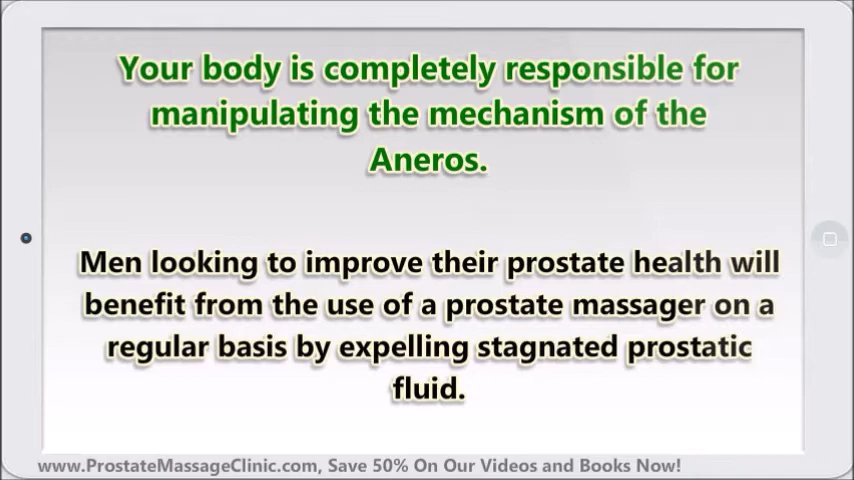 Your body is completely responsible for
manipulating the mechanism of the
Aneros.
Men looking to improve their prostate health will
benefit from the use of a prostate massager on a
regular basis by expelling stagnated prostatic
fluid.
www.ProstateMassageClinic.com, Save 50% On Our Videos and Books Now!